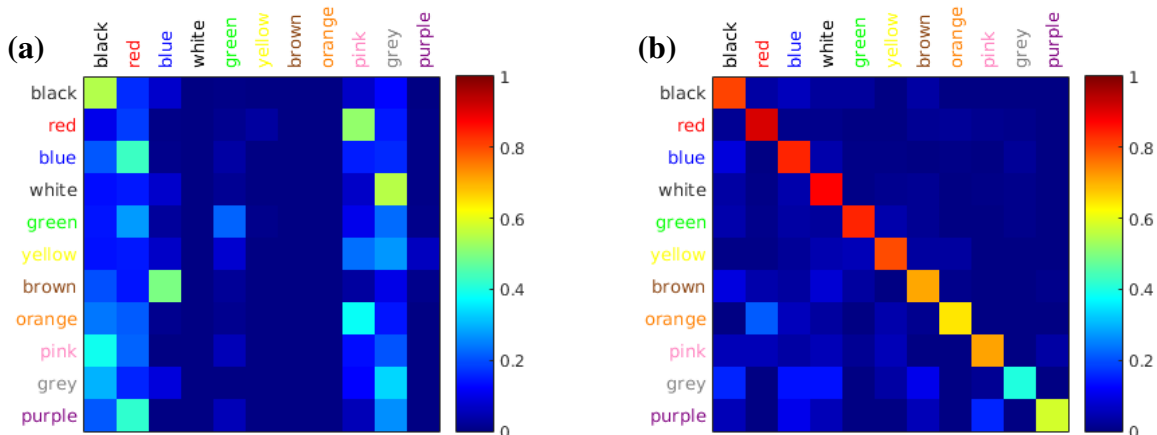 (a)
black red blue white green yellow brown orange pink grey purple
black
red
blue
white
green
yellow
brown
orange
pink
grey
purple
1
0.8
0.6
0.4
0.2
0
(b)
black red blue white green yellow brown orange pink grey purple
black
red
blue
white
green
yellow
brown
orange
pink
grey
purple
1
0.8
0.6
0.4
0.2
0